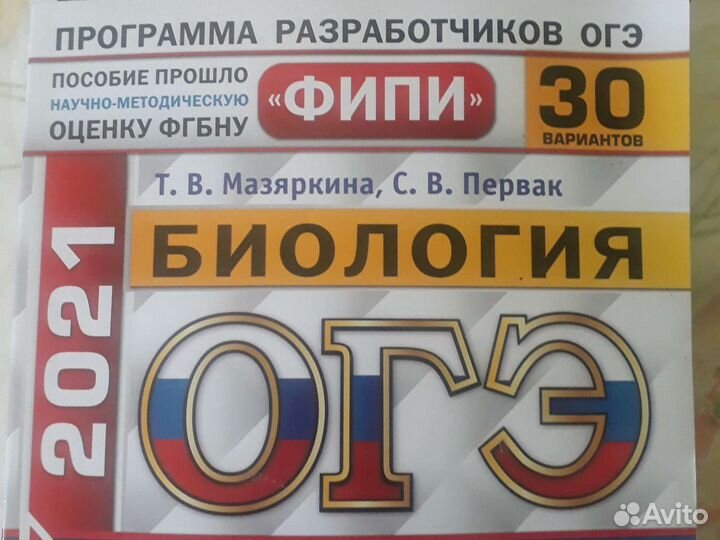 ПРОГРАММА РАЗРАБОТЧИКОВ ОГЭ
ПОСОБИЕ ПРОШЛО
НАУЧНО-МЕТОДИЧЕСКУЮ
ОЦЕНКУ ФГБНУ
«ФИПИ»
30
ВАРИАНТОВ
Т. В. Мазяркина, С. В. Первак
БИОЛОГИЯ
2021
ОГЭ
Avito